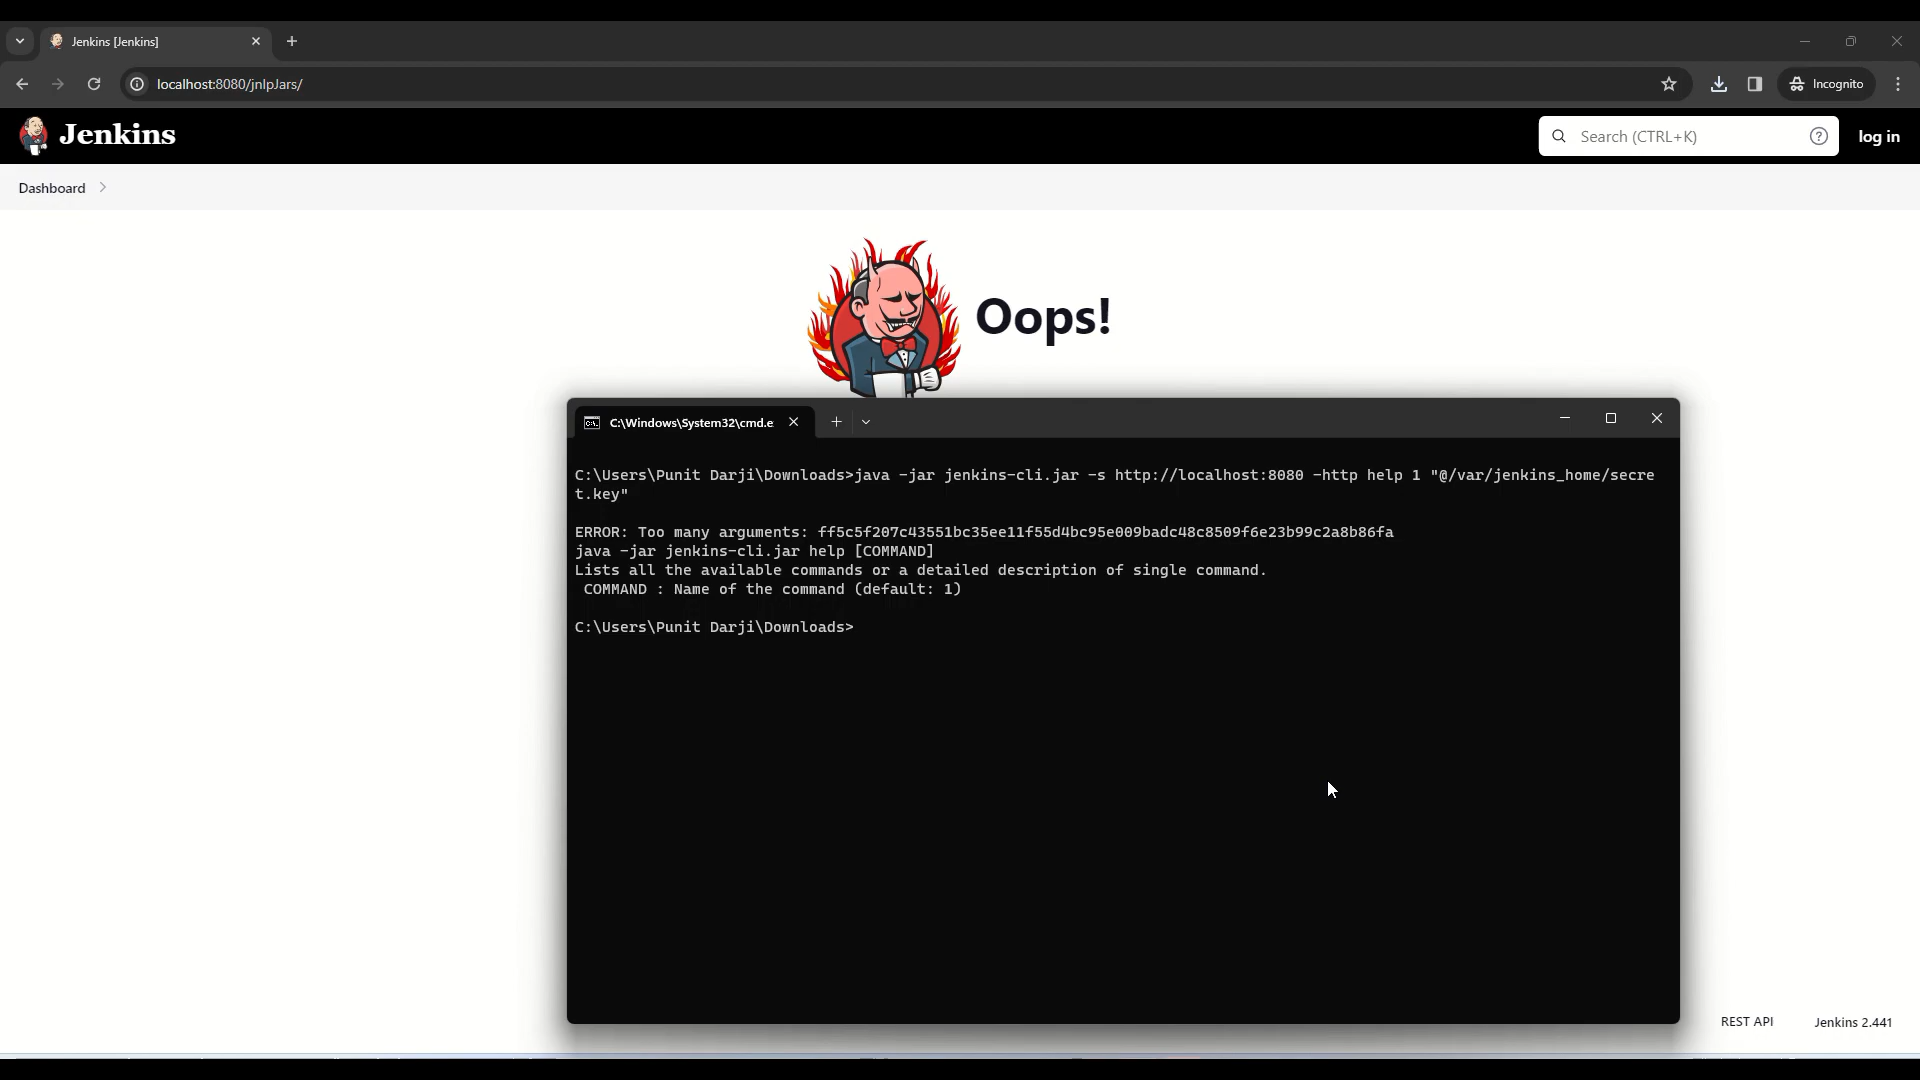 Jenkins [Jenkins]
localhost:8080/jnlpJars/
Incognito
Jenkins
Search (CTRL+K)
log in
Dashboard
Oops!
C:\Windows\System32\cmd.e
C:\Users\Punit Darji\Downloads>java -jar jenkins-cli.jar -s http://localhost:8080 -http help 1 "@/var/jenkins_home/secre
t.key"
ERROR: Too many arguments: ff5c5f207c43551bc35ee11f55d4bc95e009badc48c8509f6e23b99c2a8b86fa
java -jar jenkins-cli.jar help [COMMAND]
Lists all the available commands or a detailed description of single command.
COMMAND : Name of the command (default: 1)
C:\Users\Punit Darji\Downloads>
REST API
Jenkins 2.441